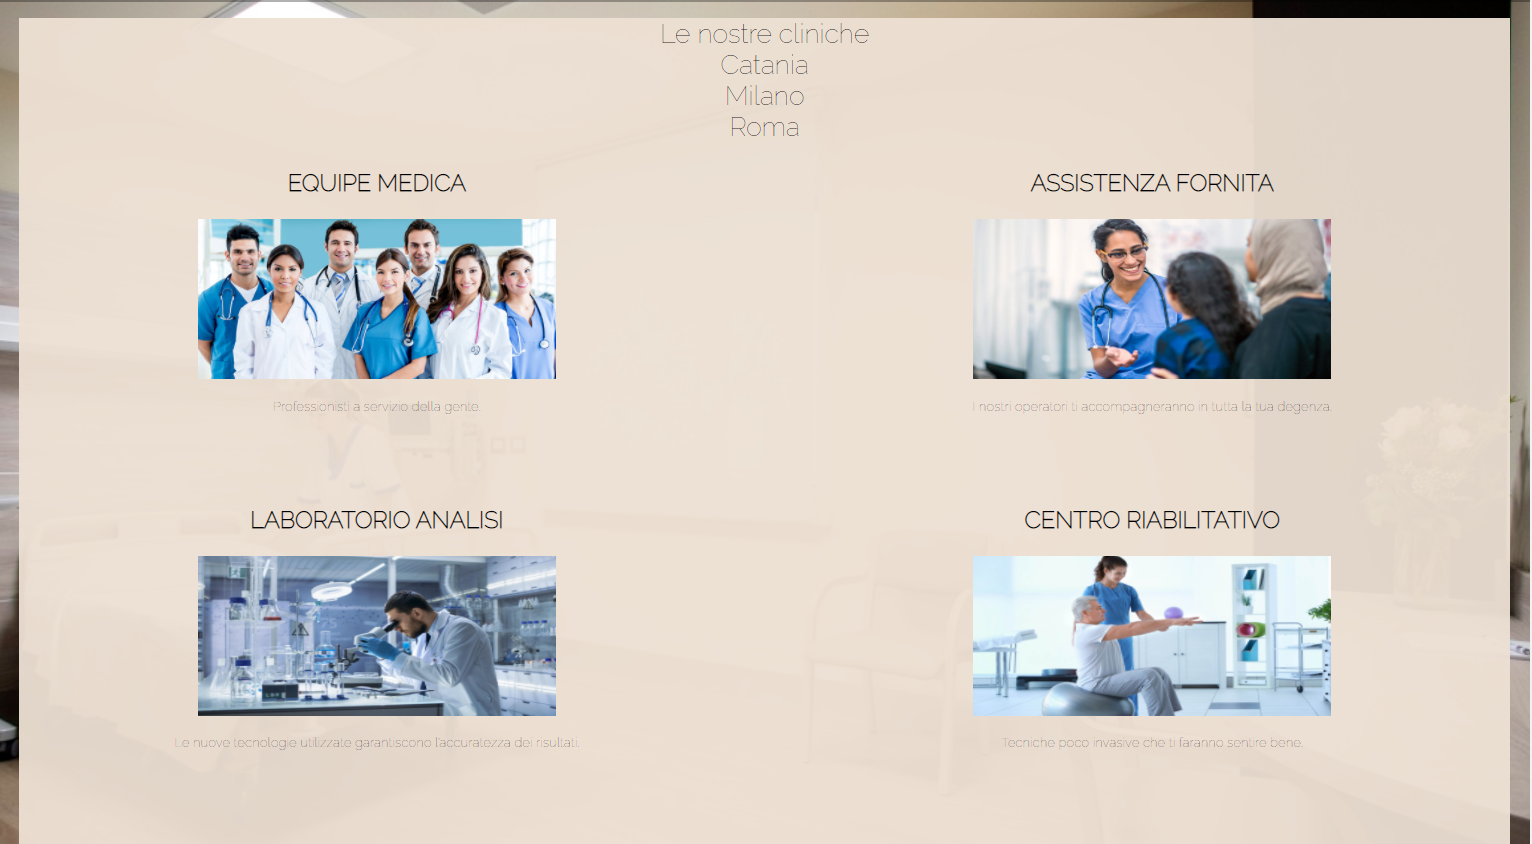 Le nostre cliniche
Catania
Milano
Roma
EQUIPE MEDICA
ASSISTENZA FORNITA
Professionisti a servizio della gente.
I nostri operatori ti accompagneranno in tutta la tua degenza.
LABORATORIO ANALISI
CENTRO RIABILITATIVO
Le nuove tecnologie utilizzate garantiscono l'accuratezza dei risultati.
Tecniche poco invasive che ti faranno sentire bene.